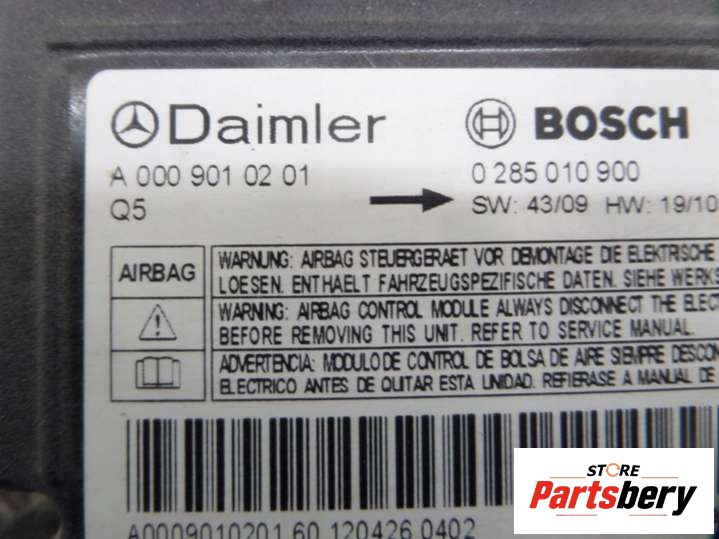 Daimler
BOSCH
A 000 901 02 01
0 285 010 900
Q5
SW: 43/09 HW: 19/10
AIRBAG
WARNUNG: AIRBAG STEUERGERAET VOR DEMONTAGE DIE ELEKTRISCHE
LOESEN. ENTHAELT FAHRZEUGSPEZIFISCHE DATEN. SIEHE WERKS
WARNING: AIRBAG CONTROL MODULE ALWAYS DISCONNECT THE ELEC
BEFORE REMOVING THIS UNIT. REFER TO SERVICE MANUAL.
ADVERTENCIA: MODULO DE CONTROL DE BOLSA DE AIRE SIEMPRE DESCON
ELECTRICO ANTES DE QUITAR ESTA UNIDAD. REFIERASE A MANUAL DE
A0009010201 60 120426 0402
STORE
Partsbery